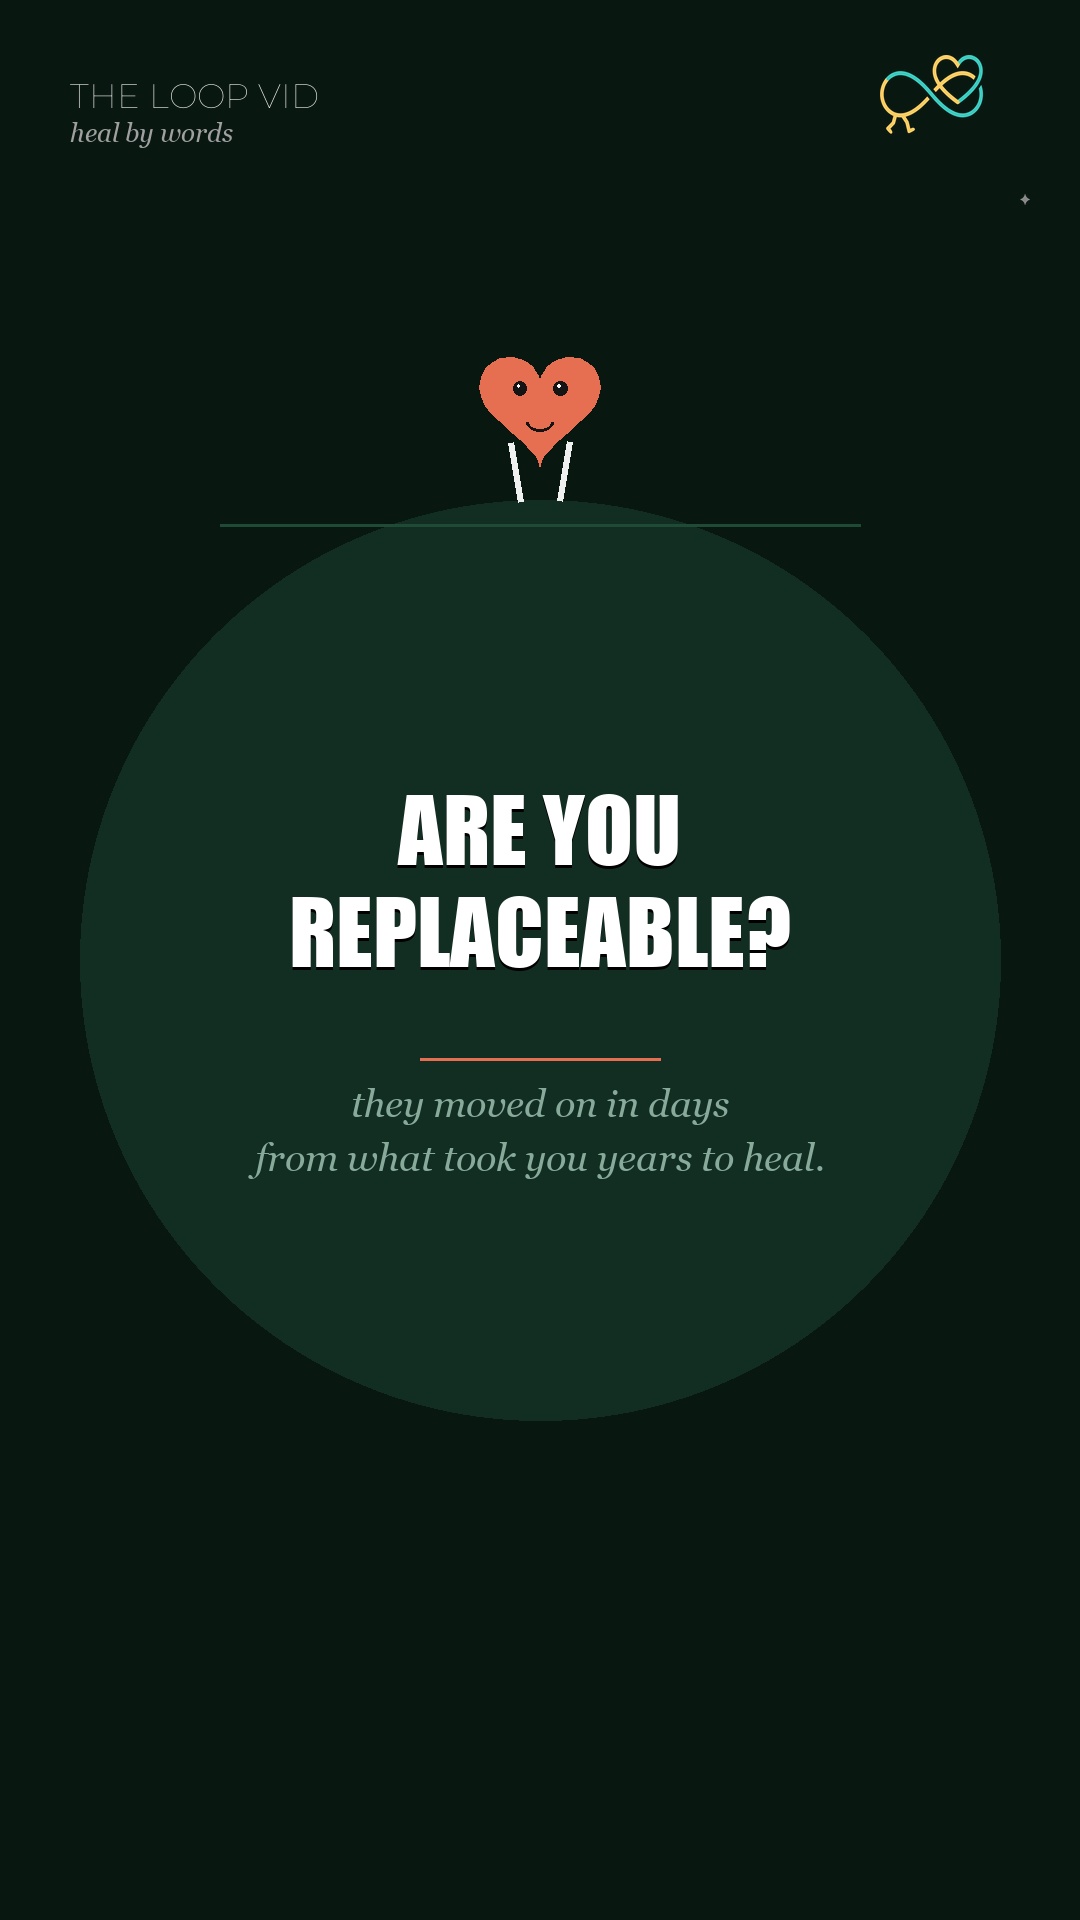 THE LOOP VID
heal by words
ARE YOU
REPLACEABLE?
they moved on in days
from what took you years to heal.